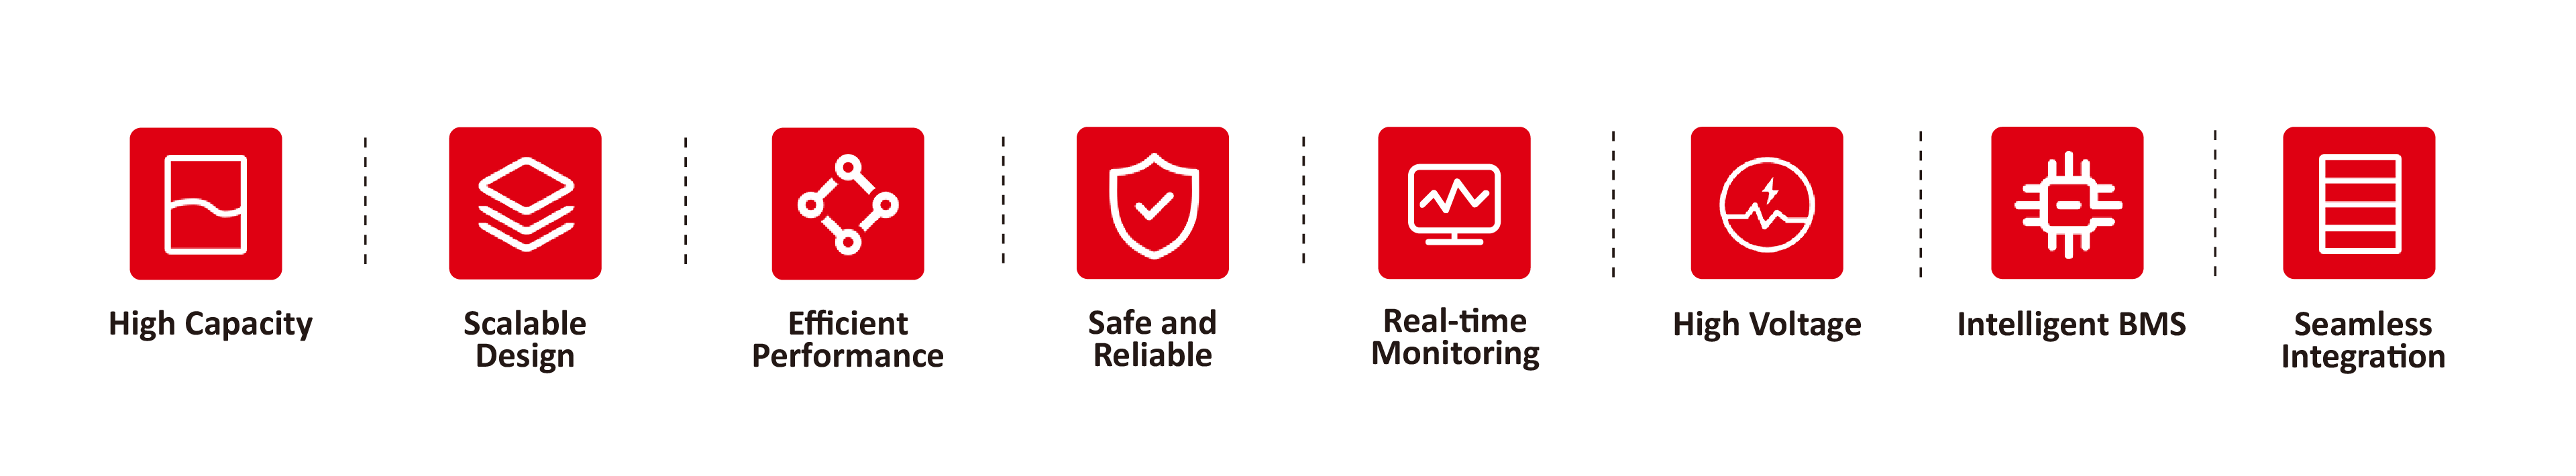 High Capacity
Scalable
Design
Efficient
Performance
Safe and
Reliable
Real-time
Monitoring
High Voltage
Intelligent BMS
Seamless
Integration